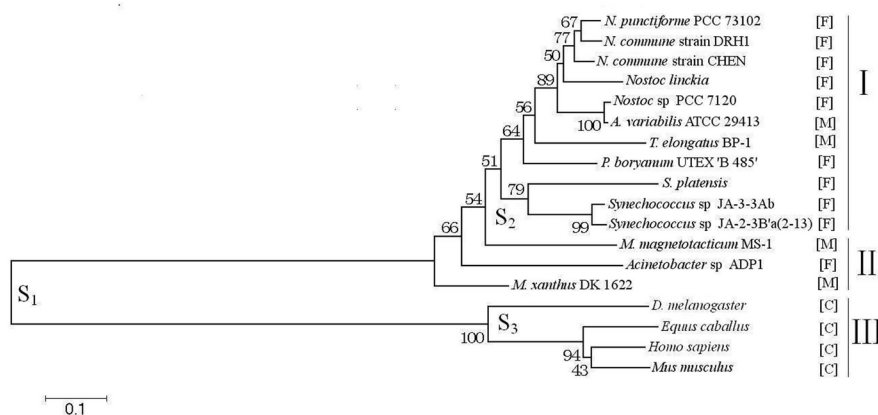 67 N. punctiforme PCC 73102 [F]
77 N. commune strain DRH1 [F]
50 N. commune strain CHEN [F]
89 Nostoc linckia [F]
I
56 Nostoc sp PCC 7120 [F]
100 A. variabilis ATCC 29413 [M]
64 T. elongatus BP-1 [M]
51 P. boryanum UTEX 'B 485' [F]
79 S. platensis [F]
54 S2 Synechococcus sp JA-3-3Ab [F]
66 99 Synechococcus sp JA-2-3B'a(2-13) [F]
M. magnetotacticum MS-1 [M]
II
Acinetobacter sp ADP1 [F]
M. xanthus DK 1622 [M]
S1
D. melanogaster [C]
100 S3 Equus caballus [C]
III
94 Homo sapiens [C]
43 Mus musculus [C]
0.1